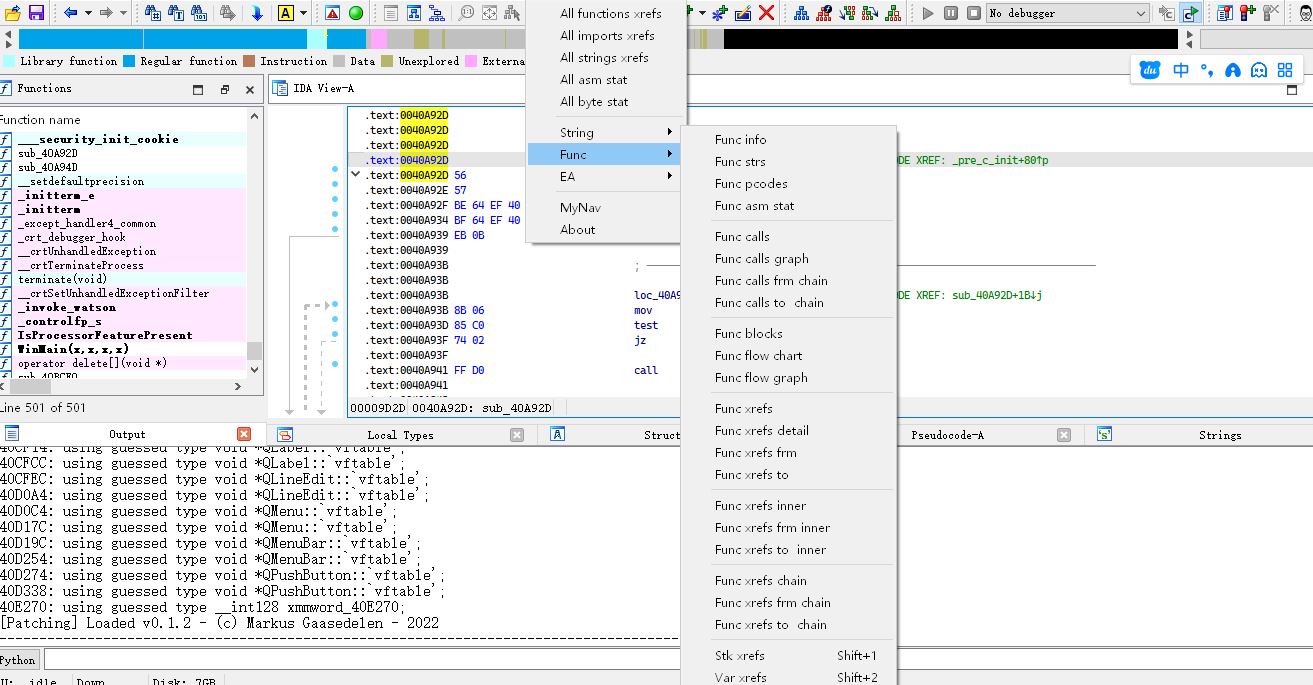 No debugger
Library function Regular function Instruction Data Unexplored Externa
Functions
IDA View-A
Function name
___security_init_cookie
sub_40A92D
sub_40A94D
__setdefaultprecision
_initterm_e
_initterm
_except_handler4_common
_crt_debugger_hook
__crtUnhandledException
__crtTerminateProcess
terminate(void)
__crtSetUnhandledExceptionFilter
_invoke_watson
_controlfp_s
IsProcessorFeaturePresent
WinMain(x,x,x,x)
operator delete[](void *)
Line 501 of 501
.text:0040A92D
.text:0040A92D
.text:0040A92D
.text:0040A92D DE XREF: _pre_c_init+80↑p
.text:0040A92D 56
.text:0040A92E 57
.text:0040A92F BE 64 EF 40
.text:0040A934 BF 64 EF 40
.text:0040A939 EB 0B
.text:0040A939
.text:0040A93B ;
.text:0040A93B
.text:0040A93B loc_40A9 DE XREF: sub_40A92D+1B↓j
.text:0040A93B 8B 06 mov
.text:0040A93D 85 C0 test
.text:0040A93F 74 02 jz
.text:0040A93F
.text:0040A941 FF D0 call
.text:0040A941
00009D2D 0040A92D: sub_40A92D
All functions xrefs
All imports xrefs
All strings xrefs
All asm stat
All byte stat
String
Func
EA
MyNav
About
Func info
Func strs
Func pcodes
Func asm stat
Func calls
Func calls graph
Func calls frm chain
Func calls to chain
Func blocks
Func flow chart
Func flow graph
Func xrefs
Func xrefs detail
Func xrefs frm
Func xrefs to
Func xrefs inner
Func xrefs frm inner
Func xrefs to inner
Func xrefs chain
Func xrefs frm chain
Func xrefs to chain
Stk xrefs Shift+1
Var xrefs Shift+2
du 中
Output
Local Types
Struct
Pseudocode-A
Strings
40CF14: using guessed type void *QLabel::`vftable';
40CFCC: using guessed type void *QLabel::`vftable';
40CFEC: using guessed type void *QLineEdit::`vftable';
40D0A4: using guessed type void *QLineEdit::`vftable';
40D0C4: using guessed type void *QMenu::`vftable';
40D17C: using guessed type void *QMenu::`vftable';
40D19C: using guessed type void *QMenuBar::`vftable';
40D254: using guessed type void *QMenuBar::`vftable';
40D274: using guessed type void *QPushButton::`vftable';
40D338: using guessed type void *QPushButton::`vftable';
40E270: using guessed type __int128 xmmword_40E270;
[Patching] Loaded v0.1.2 - (c) Markus Gaasedelen - 2022
Python
idle Down Disk: 7GB